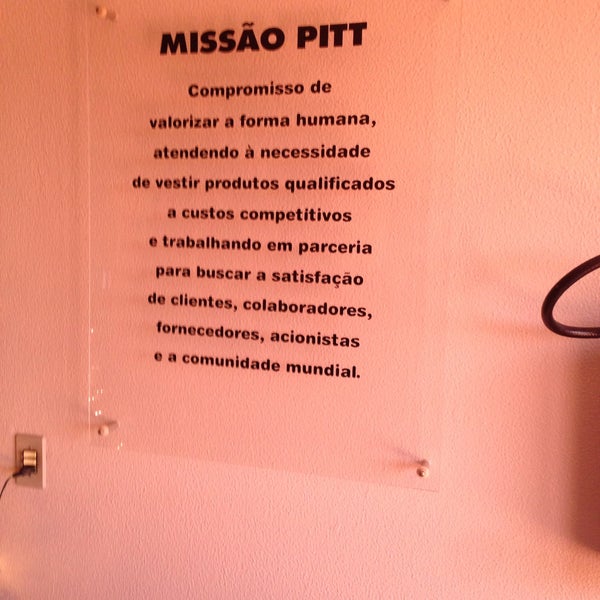 MISSÃO PITT
Compromisso de
valorizar a forma humana,
atendendo à necessidade
de vestir produtos qualificados
a custos competitivos
e trabalhando em parceria
para buscar a satisfação
de clientes, colaboradores,
fornecedores, acionistas
e a comunidade mundial.